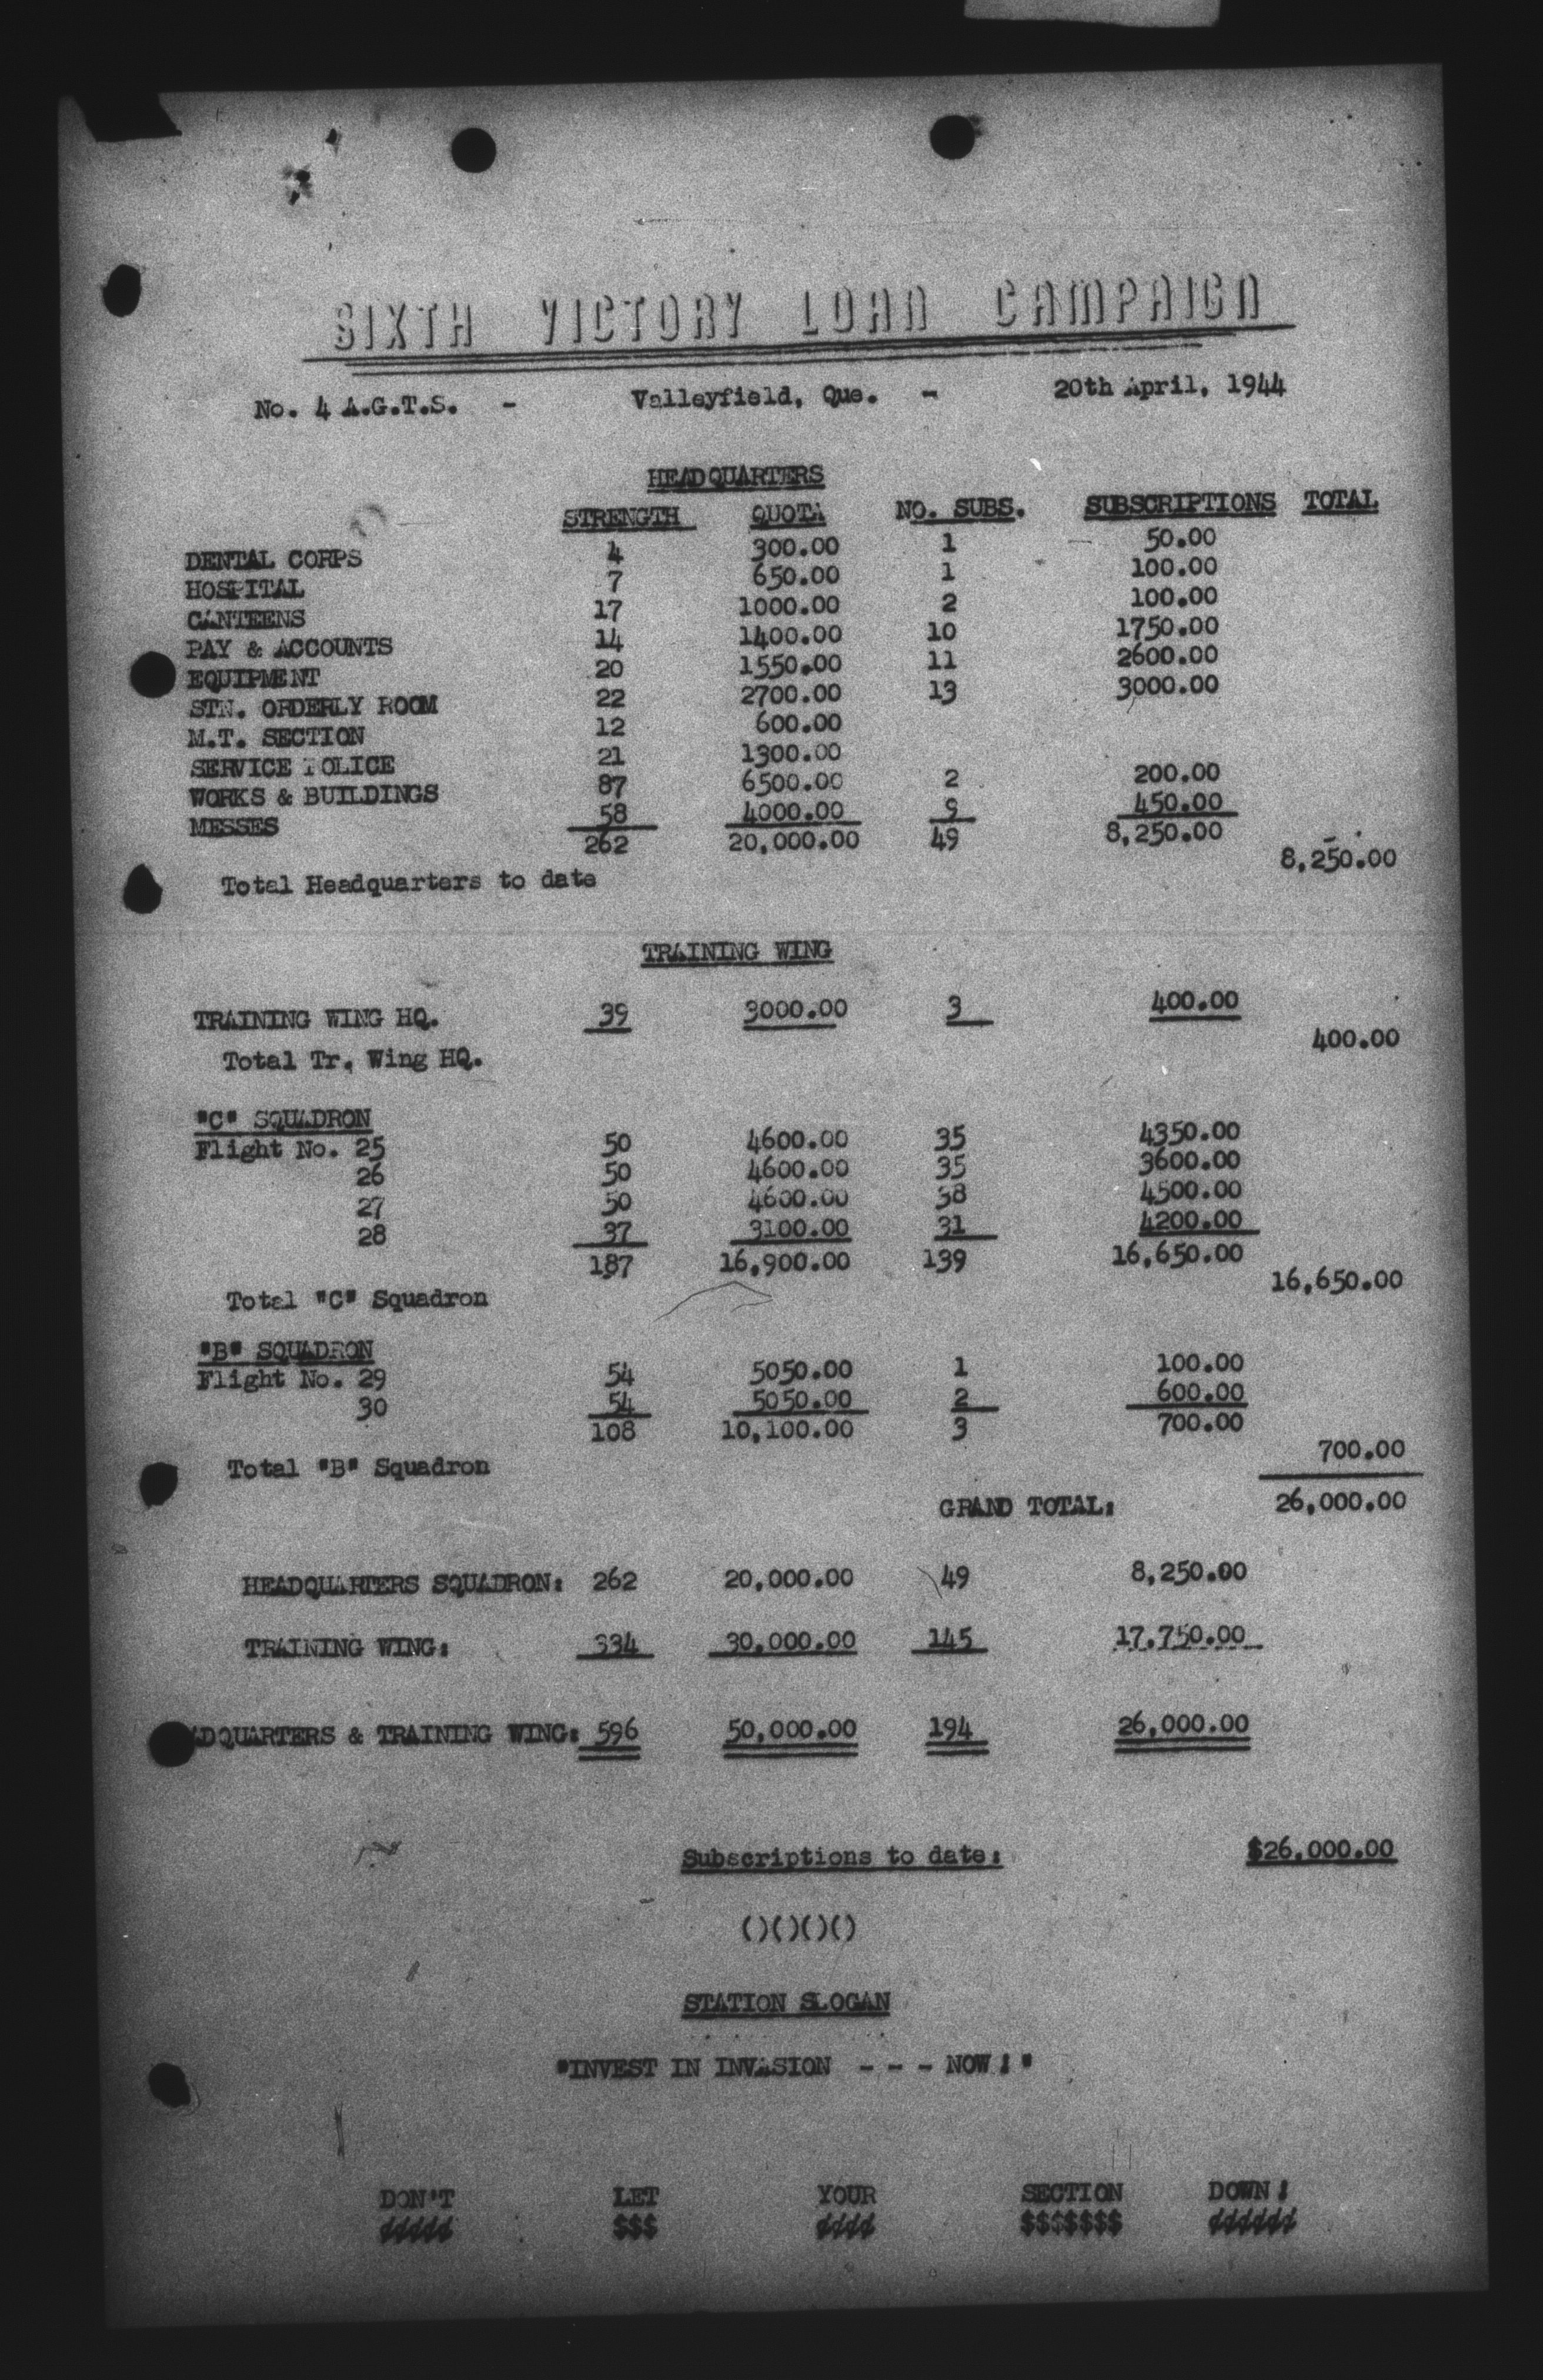 SIXTH VICTORY LOAN CAMPAIGN
No. 4 A.G.T.S. - Valleyfield, Que. - 20th April, 1944
HEADQUARTERS
STRENGTH QUOTA NO. SUBS. SUBSCRIPTIONS TOTAL
DENTAL CORPS 4 300.00 1 50.00
HOSPITAL 7 650.00 1 100.00
CANTEENS 17 1000.00 2 100.00
PAY & ACCOUNTS 14 1400.00 10 1750.00
EQUIPMENT 20 1550.00 11 2600.00
STN. ORDERLY ROOM 22 2700.00 13 3000.00
M.T. SECTION 12 600.00
SERVICE POLICE 21 1300.00
WORKS & BUILDINGS 87 6500.00 2 200.00
MESSES 58 4000.00 9 450.00
262 20,000.00 49 8,250.00
Total Headquarters to date 8,250.00
TRAINING WING
TRAINING WING HQ. 39 3000.00 3 400.00
Total Tr. Wing HQ. 400.00
"C" SQUADRON
Flight No. 25 50 4600.00 35 4350.00
26 50 4600.00 35 3600.00
27 50 4600.00 38 4500.00
28 37 3100.00 31 4200.00
187 16,900.00 139 16,650.00
Total "C" Squadron 16,650.00
"B" SQUADRON
Flight No. 29 54 5050.00 1 100.00
30 54 5050.00 2 600.00
108 10,100.00 3 700.00
Total "B" Squadron 700.00
GRAND TOTAL: 26,000.00
HEADQUARTERS SQUADRON: 262 20,000.00 49 8,250.00
TRAINING WING: 334 30,000.00 145 17,750.00
ADQUARTERS & TRAINING WING: 596 50,000.00 194 26,000.00
Subscriptions to date: $26,000.00
()()()()
STATION SLOGAN
"INVEST IN INVASION - - - NOW!"
DON'T LET YOUR SECTION DOWN!
¢¢¢¢¢ $$$ ¢¢¢¢ $$$$$$$ ¢¢¢¢¢¢